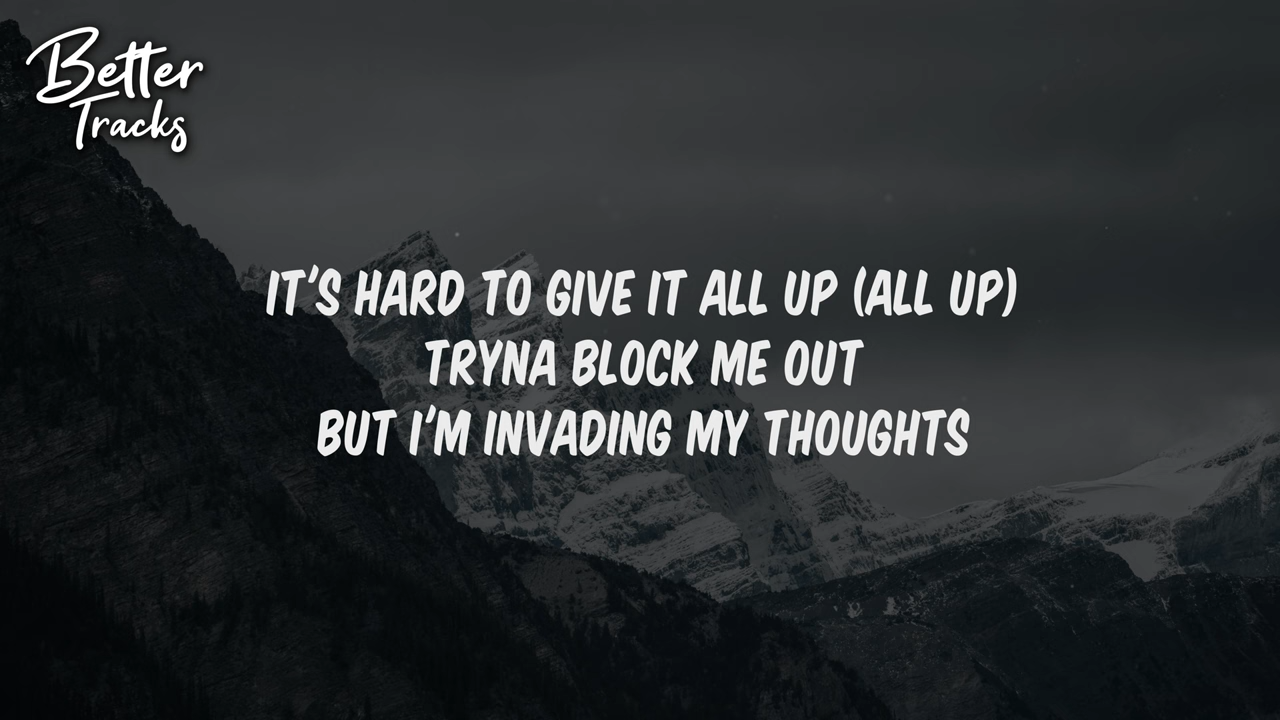 Better
Tracks
IT'S HARD TO GIVE IT ALL UP (ALL UP)
TRYNA BLOCK ME OUT
BUT I'M INVADING MY THOUGHTS